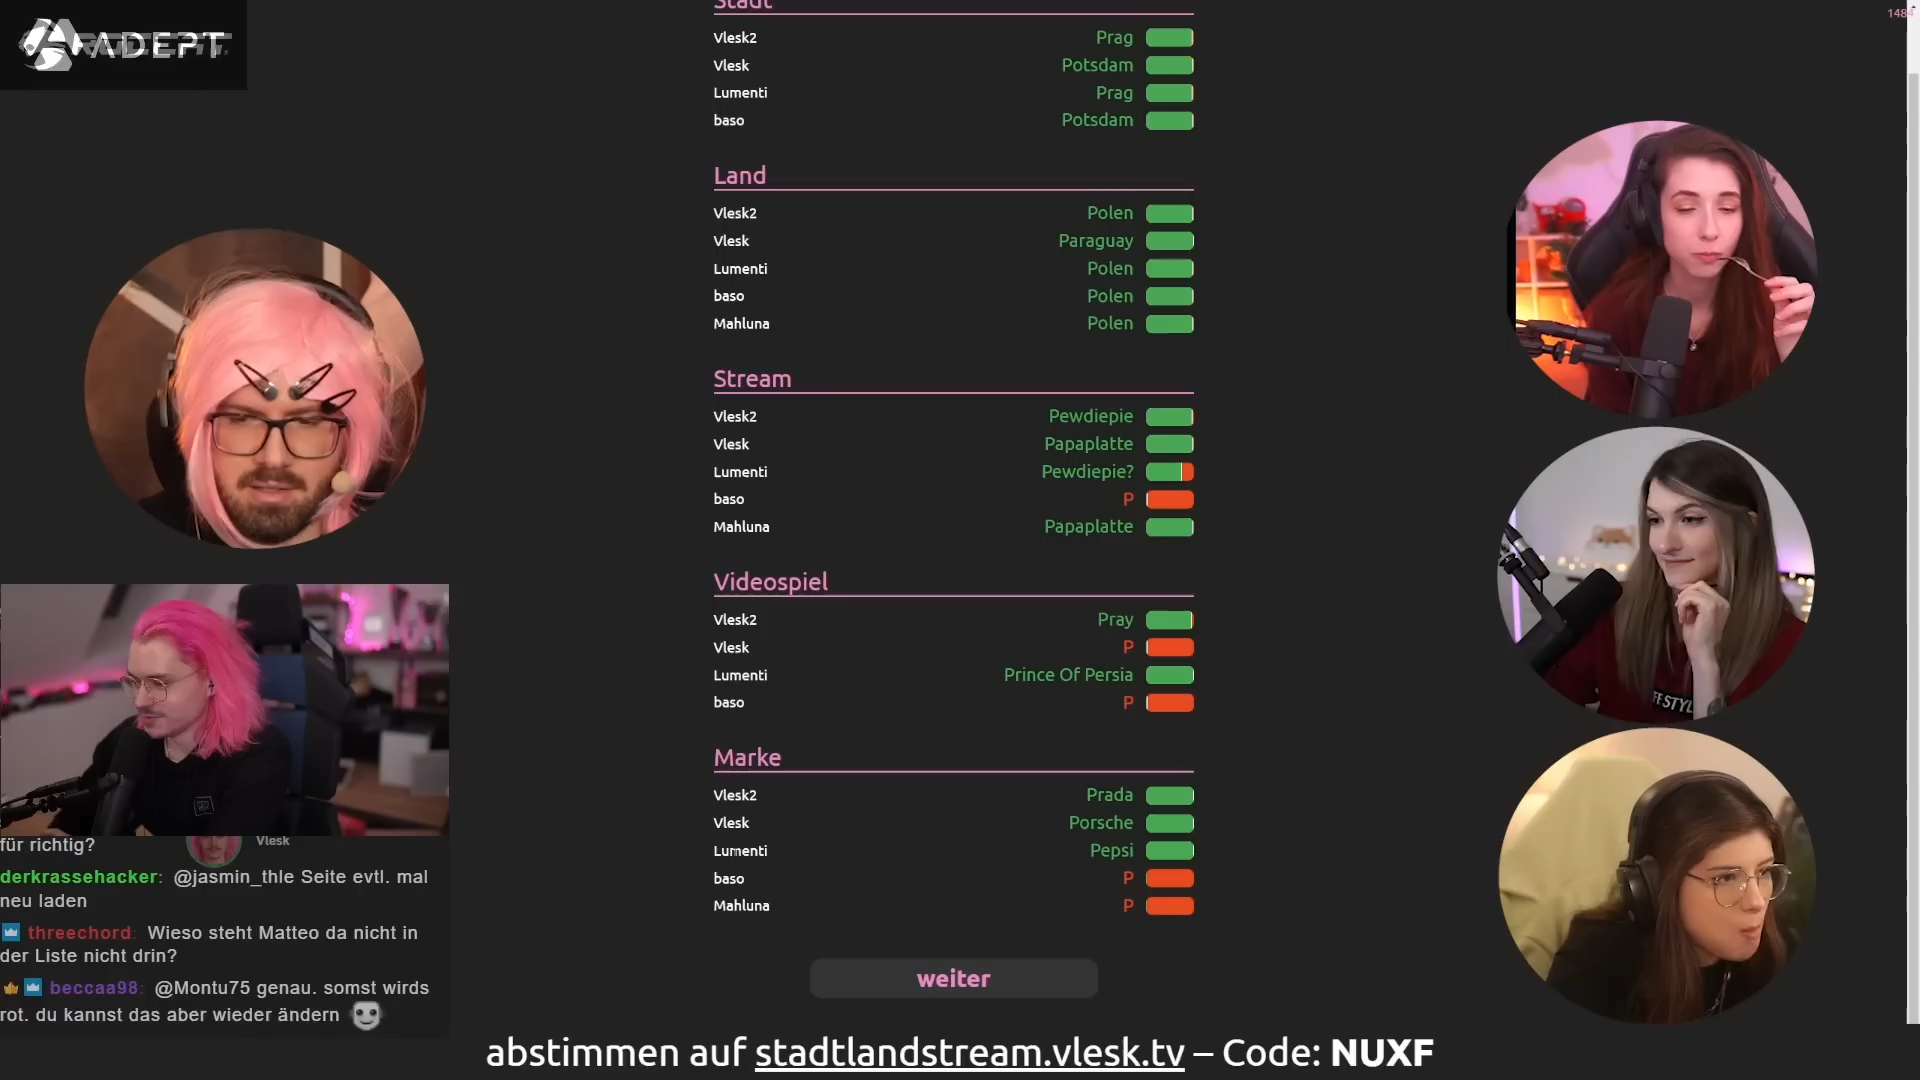 ADEPT
148
Stadt
Vlesk2 Prag
Vlesk Potsdam
Lumenti Prag
baso Potsdam
Land
Vlesk2 Polen
Vlesk Paraguay
Lumenti Polen
baso Polen
Mahluna Polen
Stream
Vlesk2 Pewdiepie
Vlesk Papaplatte
Lumenti Pewdiepie?
baso P
Mahluna Papaplatte
Videospiel
Vlesk2 Pray
Vlesk P
Lumenti Prince Of Persia
baso P
Marke
Vlesk2 Prada
Vlesk Porsche
Lumenti Pepsi
baso P
Mahluna P
weiter
abstimmen auf stadtlandstream.vlesk.tv – Code: NUXF
Vlesk
für richtig?
derkrassehacker: @jasmin_thle Seite evtl. mal
neu laden
threechord: Wieso steht Matteo da nicht in
der Liste nicht drin?
beccaa98: @Montu75 genau. somst wirds
rot. du kannst das aber wieder ändern